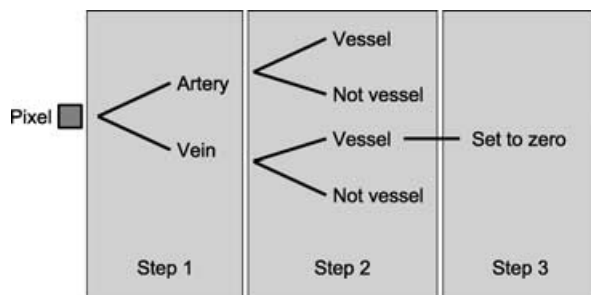 Vessel
Artery
Not vessel
Pixel
Vessel
Set to zero
Vein
Not vessel
Step 1
Step 2
Step 3